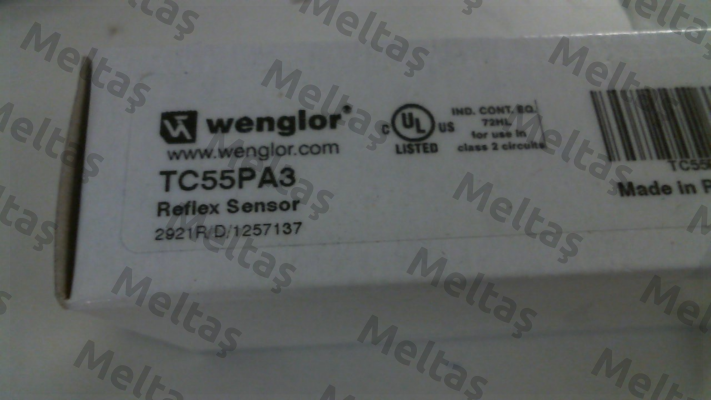 wenglor®
www.wenglor.com
TC55PA3
Reflex Sensor
2921R/D/1257137
C UL US
LISTED
IND. CONT. EQ.
72HL
for use in
class 2 circuits
Made in
Meltaş